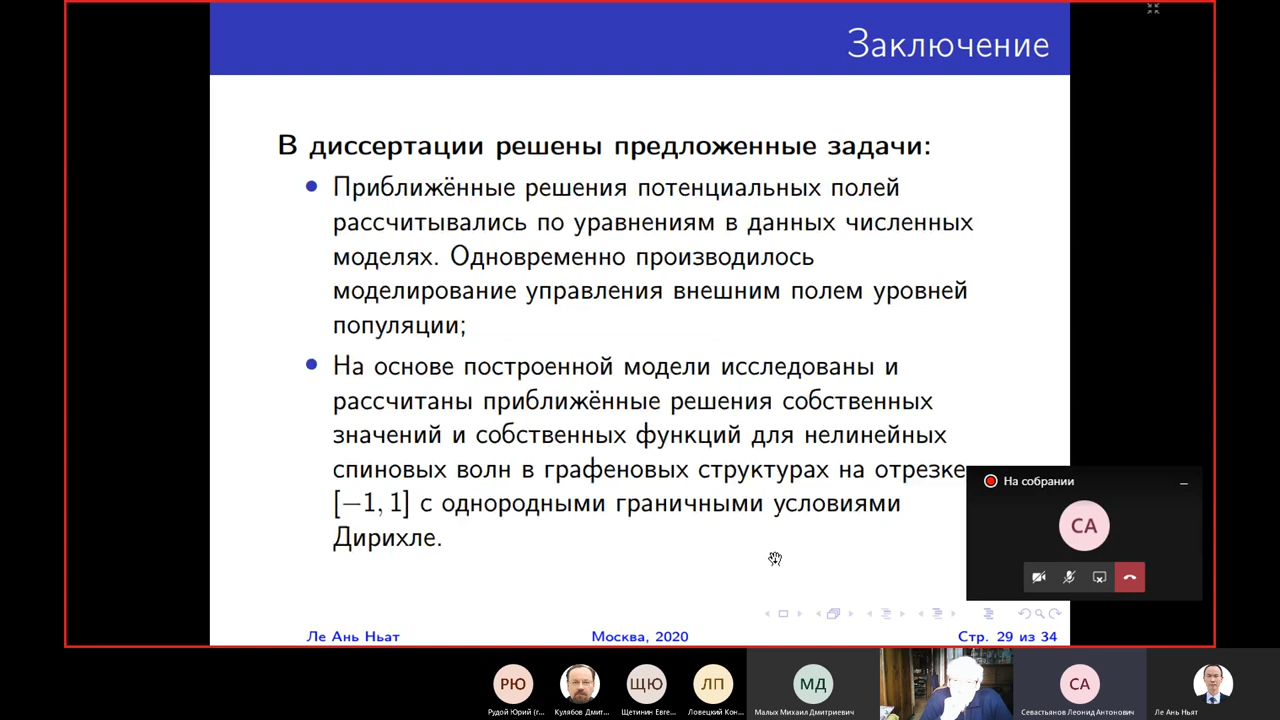 Заключение
В диссертации решены предложенные задачи:
Приближённые решения потенциальных полей
рассчитывались по уравнениям в данных численных
моделях. Одновременно производилось
моделирование управления внешним полем уровней
популяции;
На основе построенной модели исследованы и
рассчитаны приближённые решения собственных
значений и собственных функций для нелинейных
спиновых волн в графеновых структурах на отрезке
[−1, 1] с однородными граничными условиями
Дирихле.
На собрании
СА
Ле Ань Ньат
Москва, 2020
Стр. 29 из 34
РЮ
ЩЮ
ЛП
МД
СА
Рудой Юрий (г...
Кулябов Дмит...
Щетинин Евге...
Ловецкий Кон...
Малых Михаил Дмитриевич
Севастьянов Леонид Антонович
Ле Ань Ньят